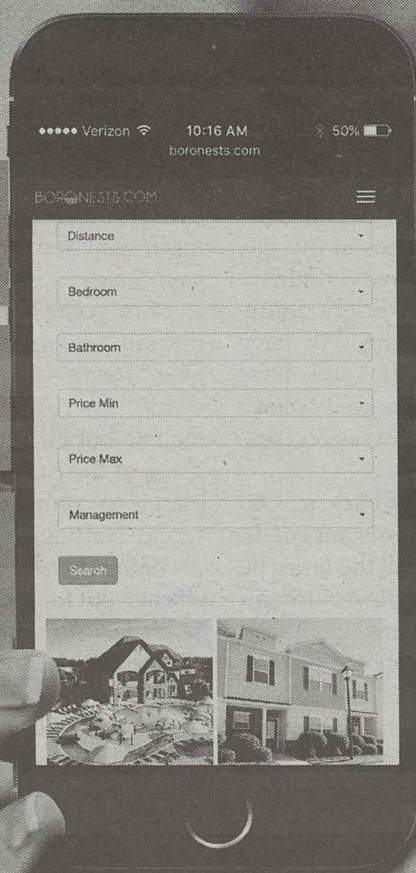 Verizon 10:16 AM 50%
boronests.com
BORONESTS.COM
Distance
Bedroom
Bathroom
Price Min
Price Max
Management
Search